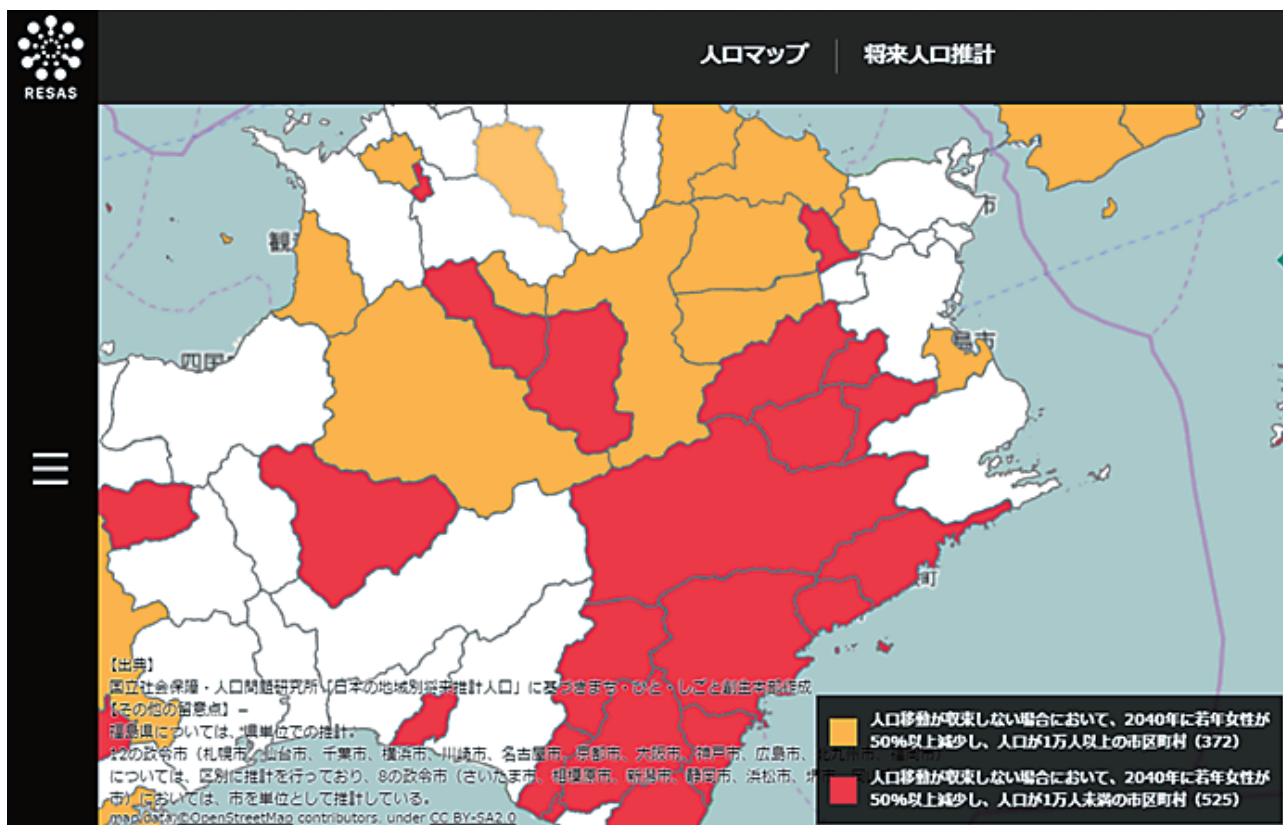 RESAS
人口マップ
将来人口推計
市
観
四国
島市
町
【出典】
国立社会保障・人口問題研究所「日本の地域別将来推計人口」に基づきまち・ひと・しごと創生本部作成
【その他の留意点】 −
福島県については、県単位での推計。
12の政令市(札幌市、仙台市、千葉市、横浜市、川崎市、名古屋市、京都市、大阪市、神戸市、広島市、北九州市、福岡市)
については、区別に推計を行っており、8の政令市(さいたま市、相模原市、新潟市、静岡市、浜松市、堺市、
市)においては、市を単位として推計している。
map data ©OpenStreetMap contributors, under CC BY-SA2.0
人口移動が収束しない場合において、2040年に若年女性が
50%以上減少し、人口が1万人以上の市区町村 (372)
人口移動が収束しない場合において、2040年に若年女性が
50%以上減少し、人口が1万人未満の市区町村 (525)